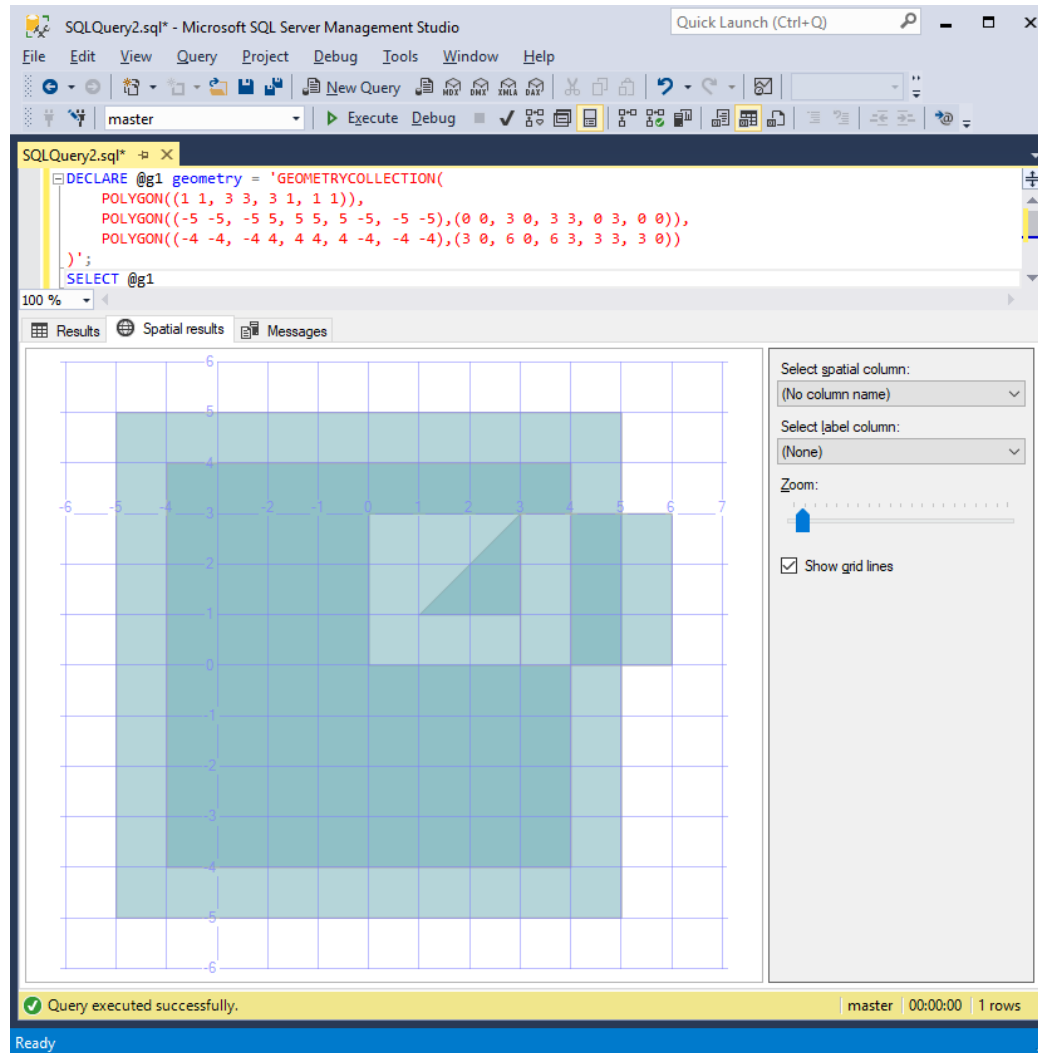 SQLQuery2.sql* - Microsoft SQL Server Management Studio
Quick Launch (Ctrl+Q)
File Edit View Query Project Debug Tools Window Help
New Query MDX DMX XMLA DAX
master Execute Debug
SQLQuery2.sql*
DECLARE @g1 geometry = 'GEOMETRYCOLLECTION(
POLYGON((1 1, 3 3, 3 1, 1 1)),
POLYGON((-5 -5, -5 5, 5 5, 5 -5, -5 -5),(0 0, 3 0, 3 3, 0 3, 0 0)),
POLYGON((-4 -4, -4 4, 4 4, 4 -4, -4 -4),(3 0, 6 0, 6 3, 3 3, 3 0))
)';
SELECT @g1
100 %
Results Spatial results Messages
6
5
4
-6 -5 -4 -2 -1 0 1 2 3 4 5 6 7
3
2
1
0
-1
-2
-3
-4
-5
-6
Select spatial column:
(No column name)
Select label column:
(None)
Zoom:
Show grid lines
Query executed successfully.
master 00:00:00 1 rows
Ready